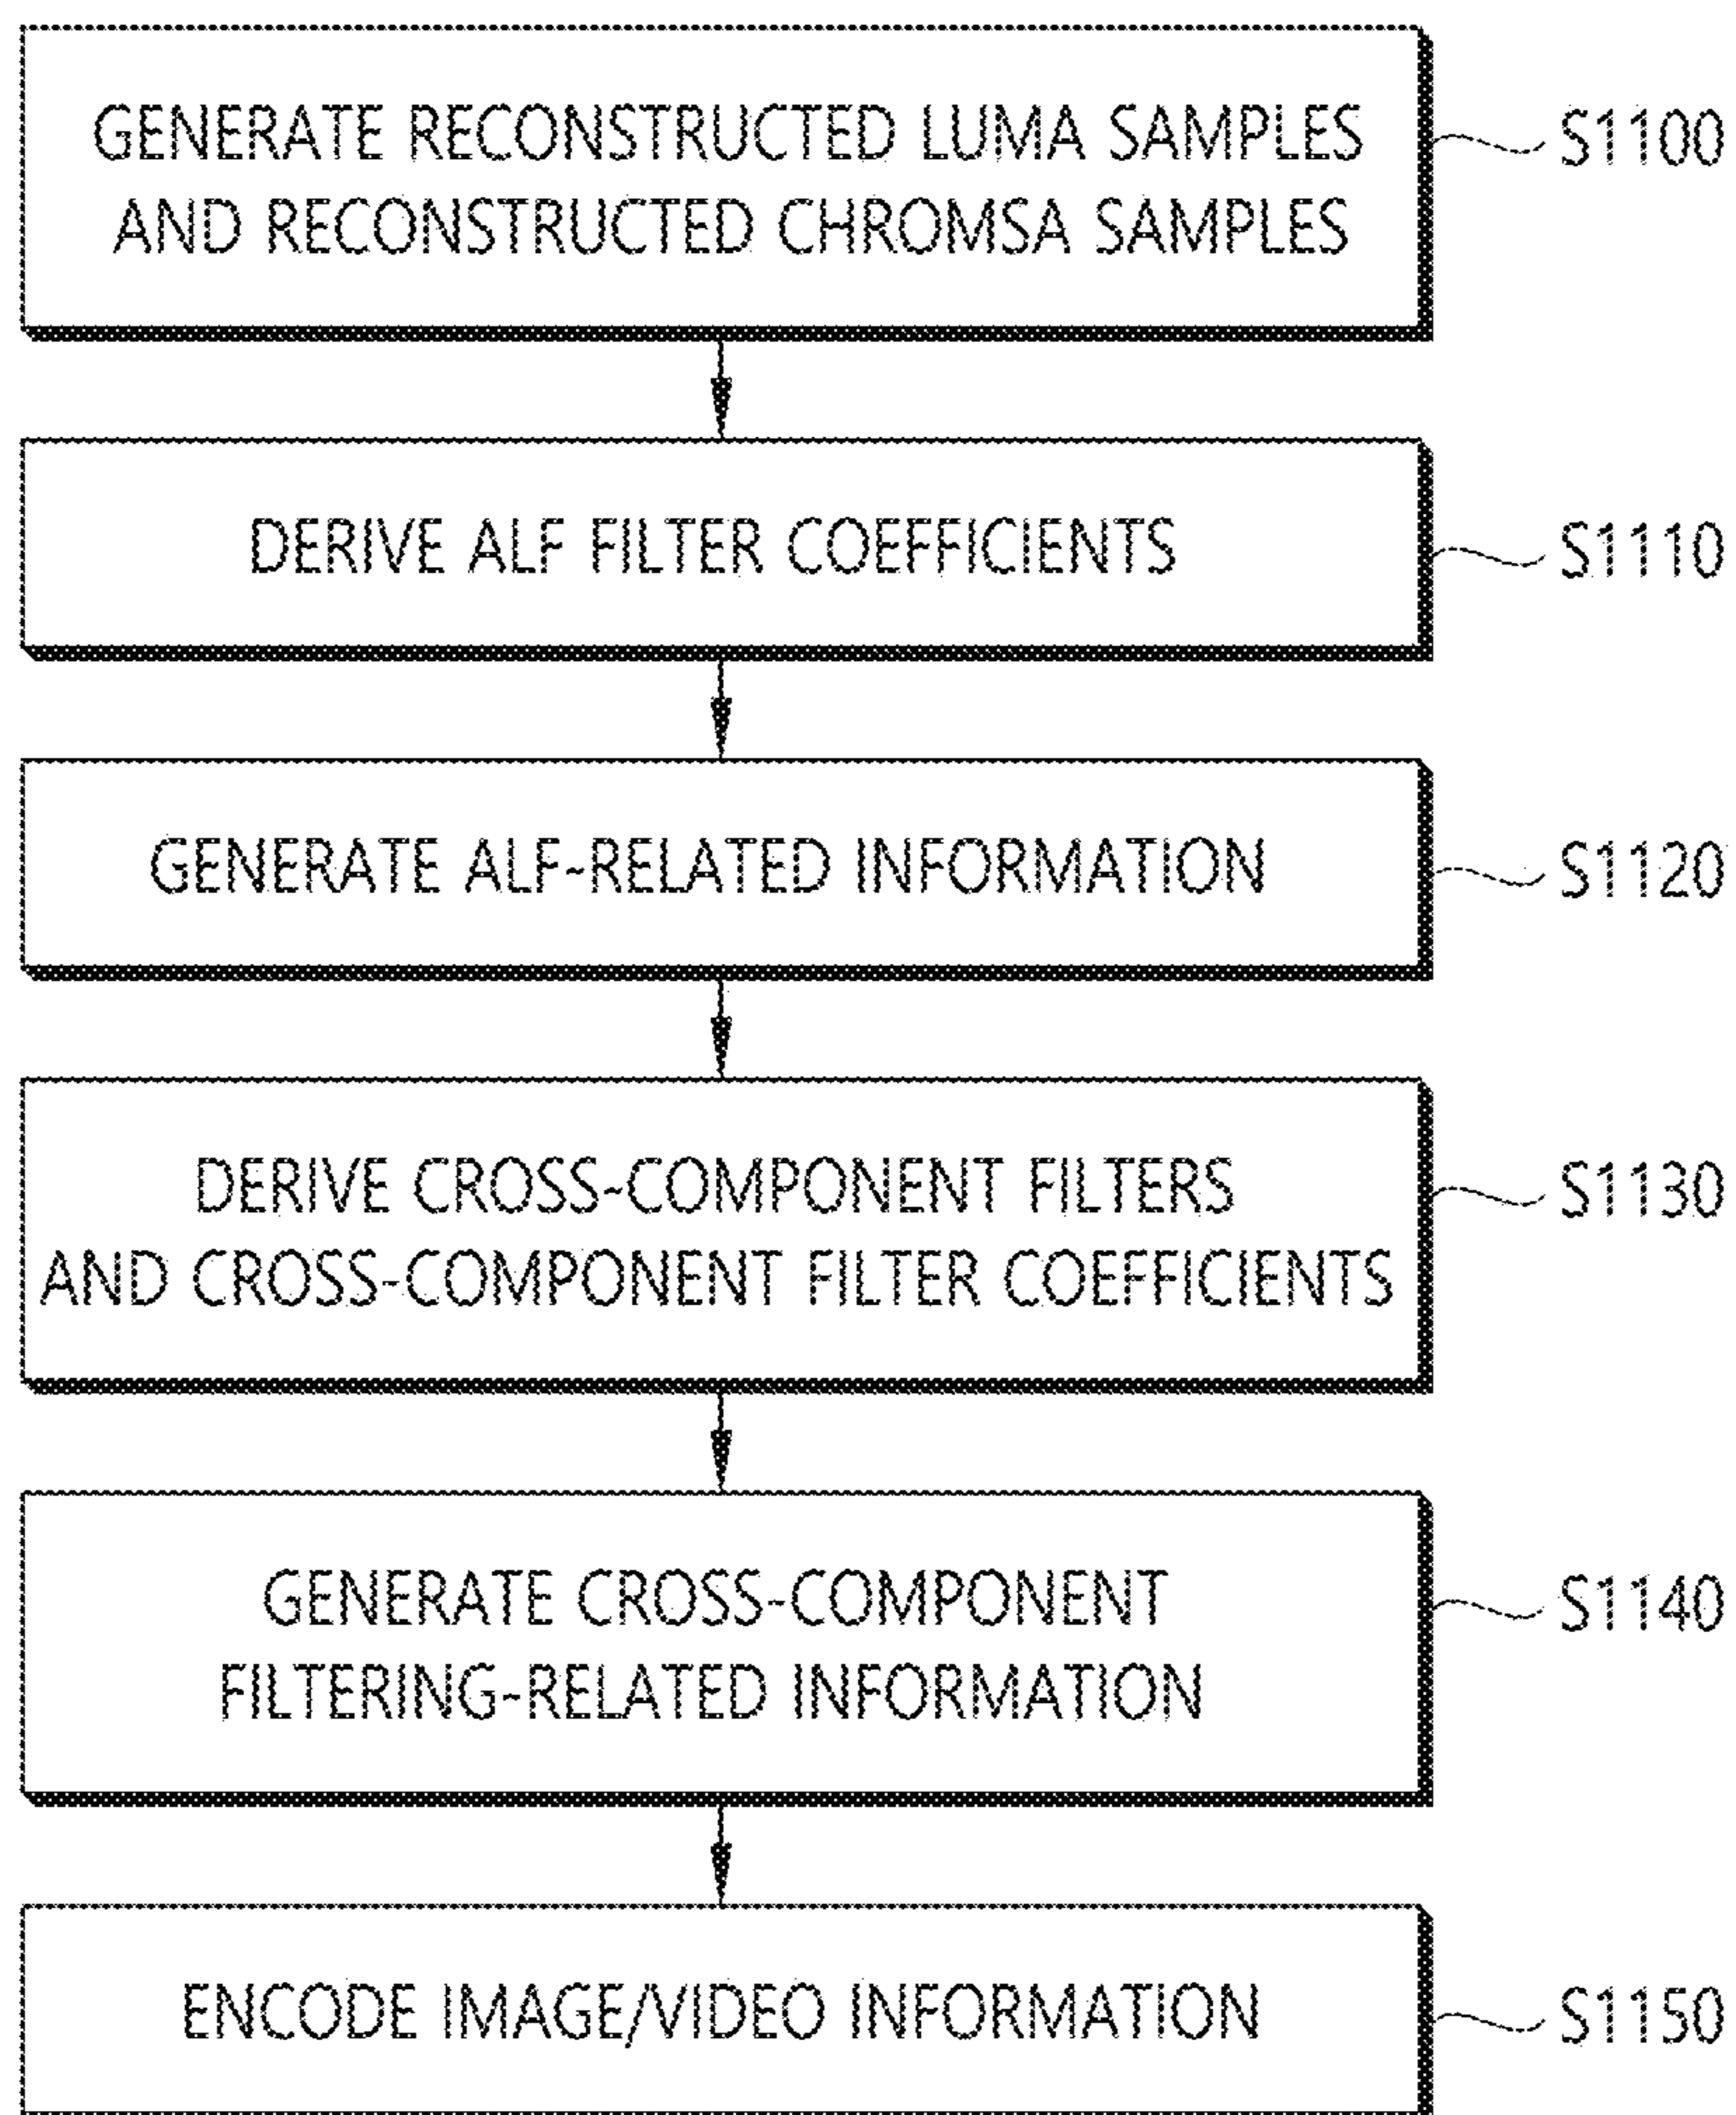 GENERATE RECONSTRUCTED LUMA SAMPLES
AND RECONSTRUCTED CHROMSA SAMPLES
S1100
DERIVE ALF FILTER COEFFICIENTS
S1110
GENERATE ALF-RELATED INFORMATION
S1120
DERIVE CROSS-COMPONENT FILTERS
AND CROSS-COMPONENT FILTER COEFFICIENTS
S1130
GENERATE CROSS-COMPONENT
FILTERING-RELATED INFORMATION
S1140
ENCODE IMAGE/VIDEO INFORMATION
S1150